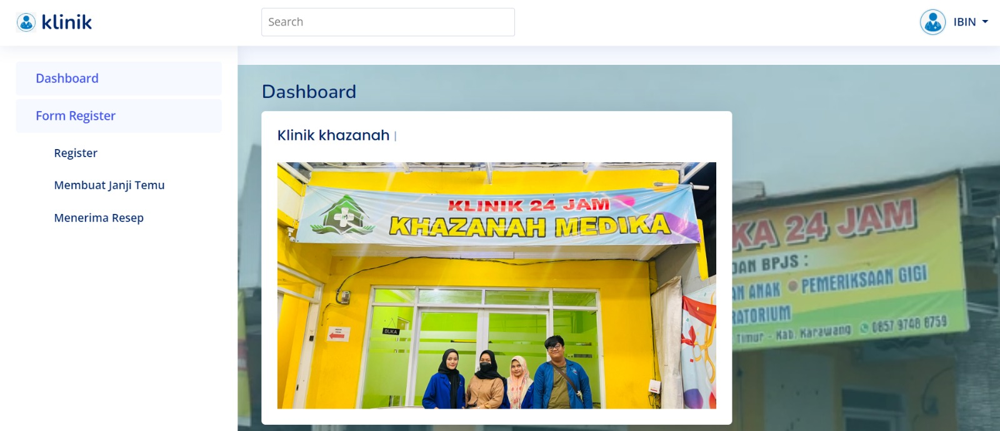 klinik
Search
IBIN
Dashboard
Form Register
Register
Membuat Janji Temu
Menerima Resep
Dashboard
Klinik khazanah |
KLINIK 24 JAM
KHAZANAH MEDIKA
BUKA
KA 24 JAM
DAN BPJS :
AN ANAK ● PEMERIKSAAN GIGI
RATORIUM
Timur - Kab. Karawang 0857 9748 8759